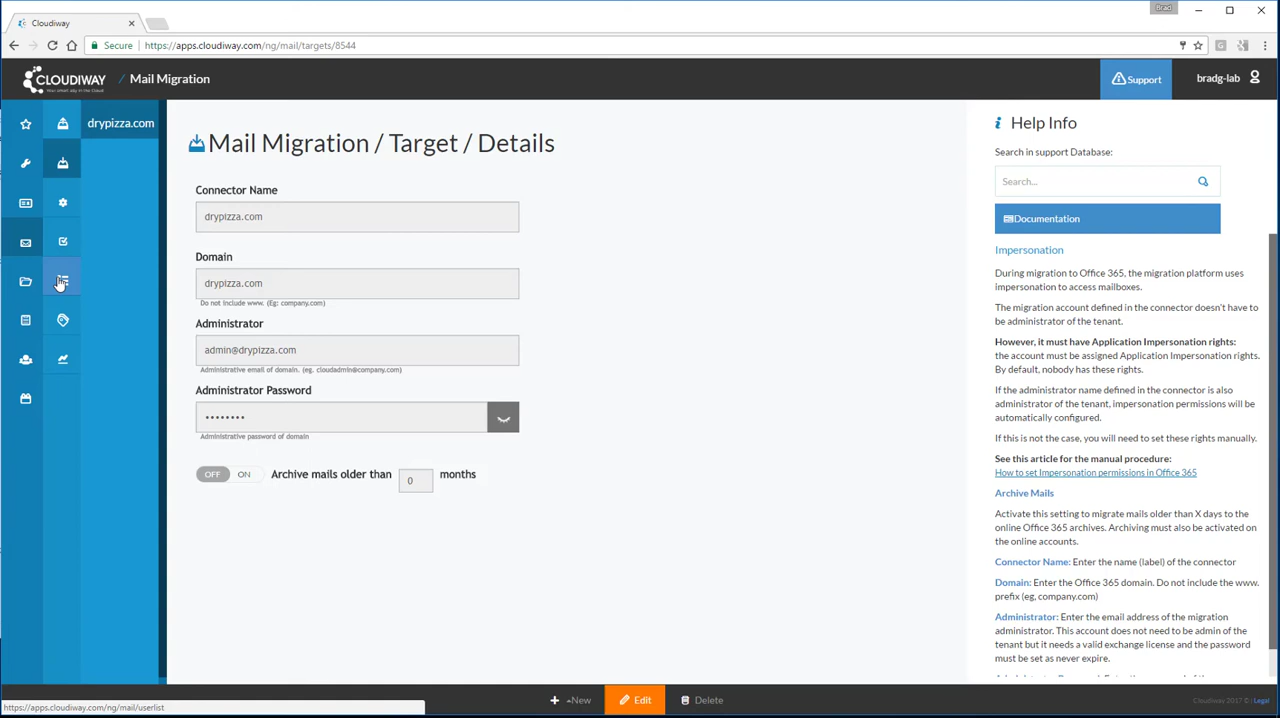 Cloudiway
Brad
Secure
https://apps.cloudiway.com/ng/mail/targets/8544
CLOUDIWAY
Your smart ally in the Cloud
/ Mail Migration
Support
bradg-lab
drypizza.com
Mail Migration / Target / Details
Connector Name
drypizza.com
Domain
drypizza.com
Do not include www. (Eg: company.com)
Administrator
admin@drypizza.com
Administrative email of domain. (eg. cloudadmin@company.com)
Administrator Password
••••••••
Administrative password of domain
OFF ON Archive mails older than 0 months
Help Info
Search in support Database:
Search...
Documentation
Impersonation
During migration to Office 365, the migration platform uses
impersonation to access mailboxes.
The migration account defined in the connector doesn't have to
be administrator of the tenant.
However, it must have Application Impersonation rights:
the account must be assigned Application Impersonation rights.
By default, nobody has these rights.
If the administrator name defined in the connector is also
administrator of the tenant, impersonation permissions will be
automatically configured.
If this is not the case, you will need to set these rights manually.
See this article for the manual procedure:
How to set Impersonation permissions in Office 365
Archive Mails
Activate this setting to migrate mails older than X days to the
online Office 365 archives. Archiving must also be activated on
the online accounts.
Connector Name: Enter the name (label) of the connector
Domain: Enter the Office 365 domain. Do not include the www.
prefix (eg, company.com)
Administrator: Enter the email address of the migration
administrator. This account does not need to be admin of the
tenant but it needs a valid exchange license and the password
must be set as never expire.
New
Edit
Delete
Cloudiway 2017 © | Legal
https://apps.cloudiway.com/ng/mail/userlist